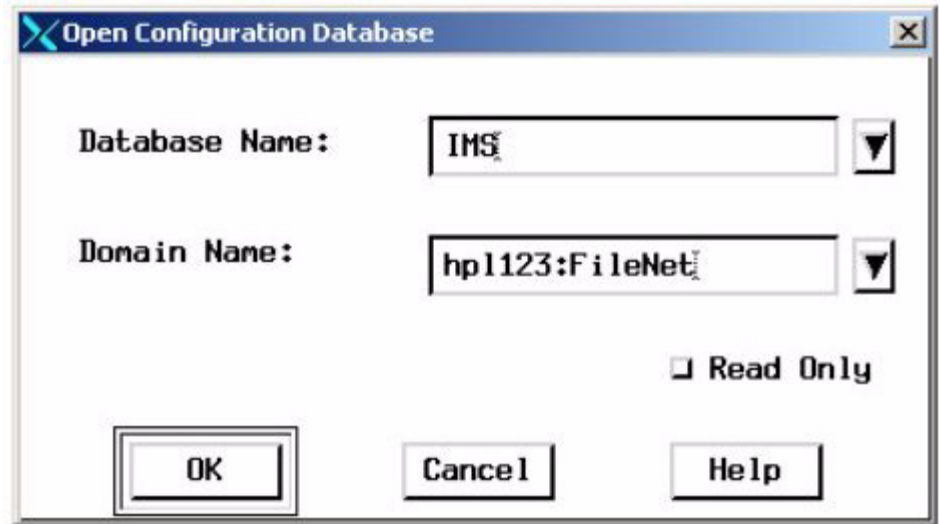 Open Configuration Database
Database Name: IMS
Domain Name: hpl123:FileNet
Read Only
OK Cancel Help